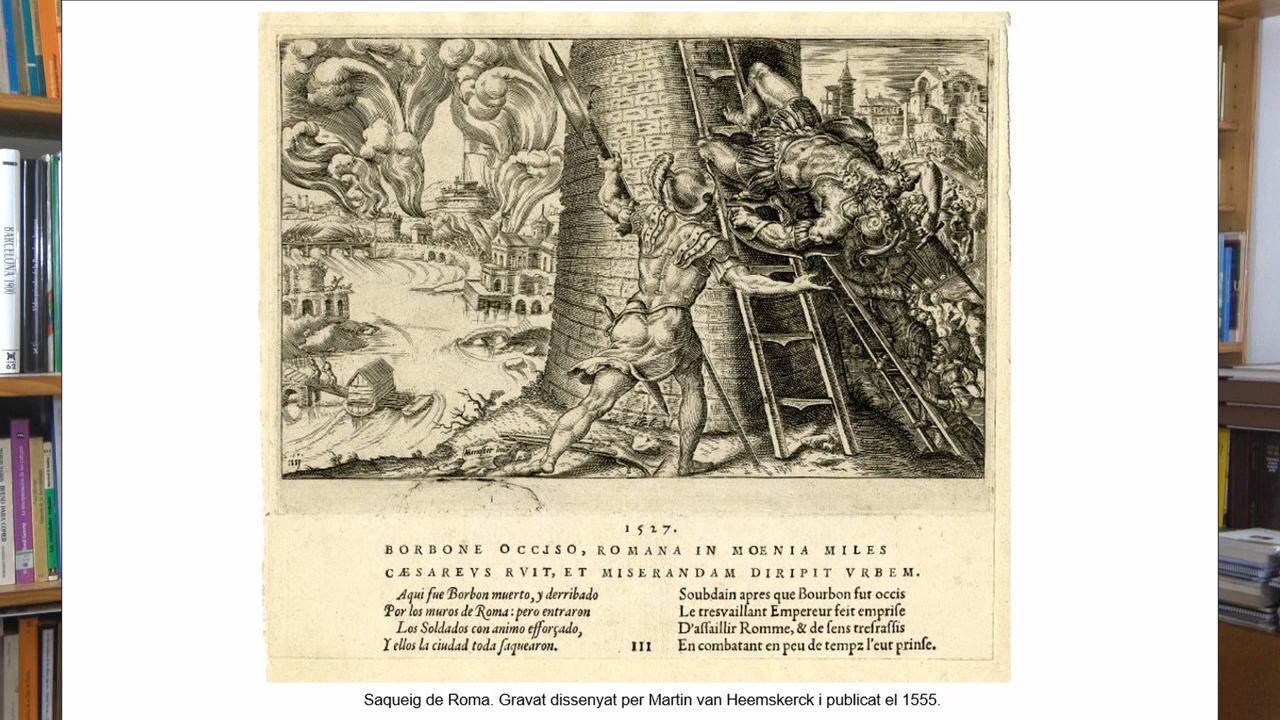 BARCELONA 1900
1527.
BORBONE OCCISO, ROMANA IN MOENIA MILES
CÆSAREVS RVIT, ET MISERANDAM DIRIPIT VRBEM.
Aqui fue Borbon muerto, y derribado
Por los muros de Roma: pero entraron
Los Soldados con animo efforçado,
Y ellos la ciudad toda ſaquearon.
III
Soubdain apres que Bourbon fut occis
Le tresvaillant Empereur feit empriſe
D'aſſaillir Romme, & de ſens treſraſſis
En combatant en peu de tempz l'eut prinſe.
Saqueig de Roma. Gravat dissenyat per Martin van Heemskerck i publicat el 1555.